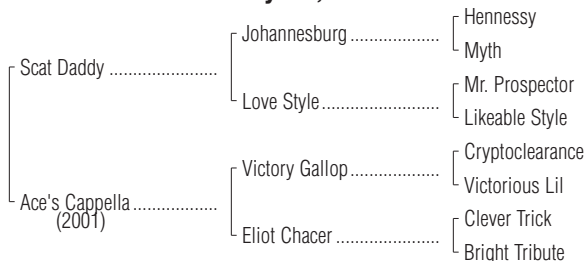 Hennessy
Johannesburg ....................
Myth
Scat Daddy ........................
Mr. Prospector
Love Style ..........................
Likeable Style
Cryptoclearance
Victory Gallop ....................
Victorious Lil
Ace's Cappella ...................
(2001)
Clever Trick
Eliot Chacer .......................
Bright Tribute